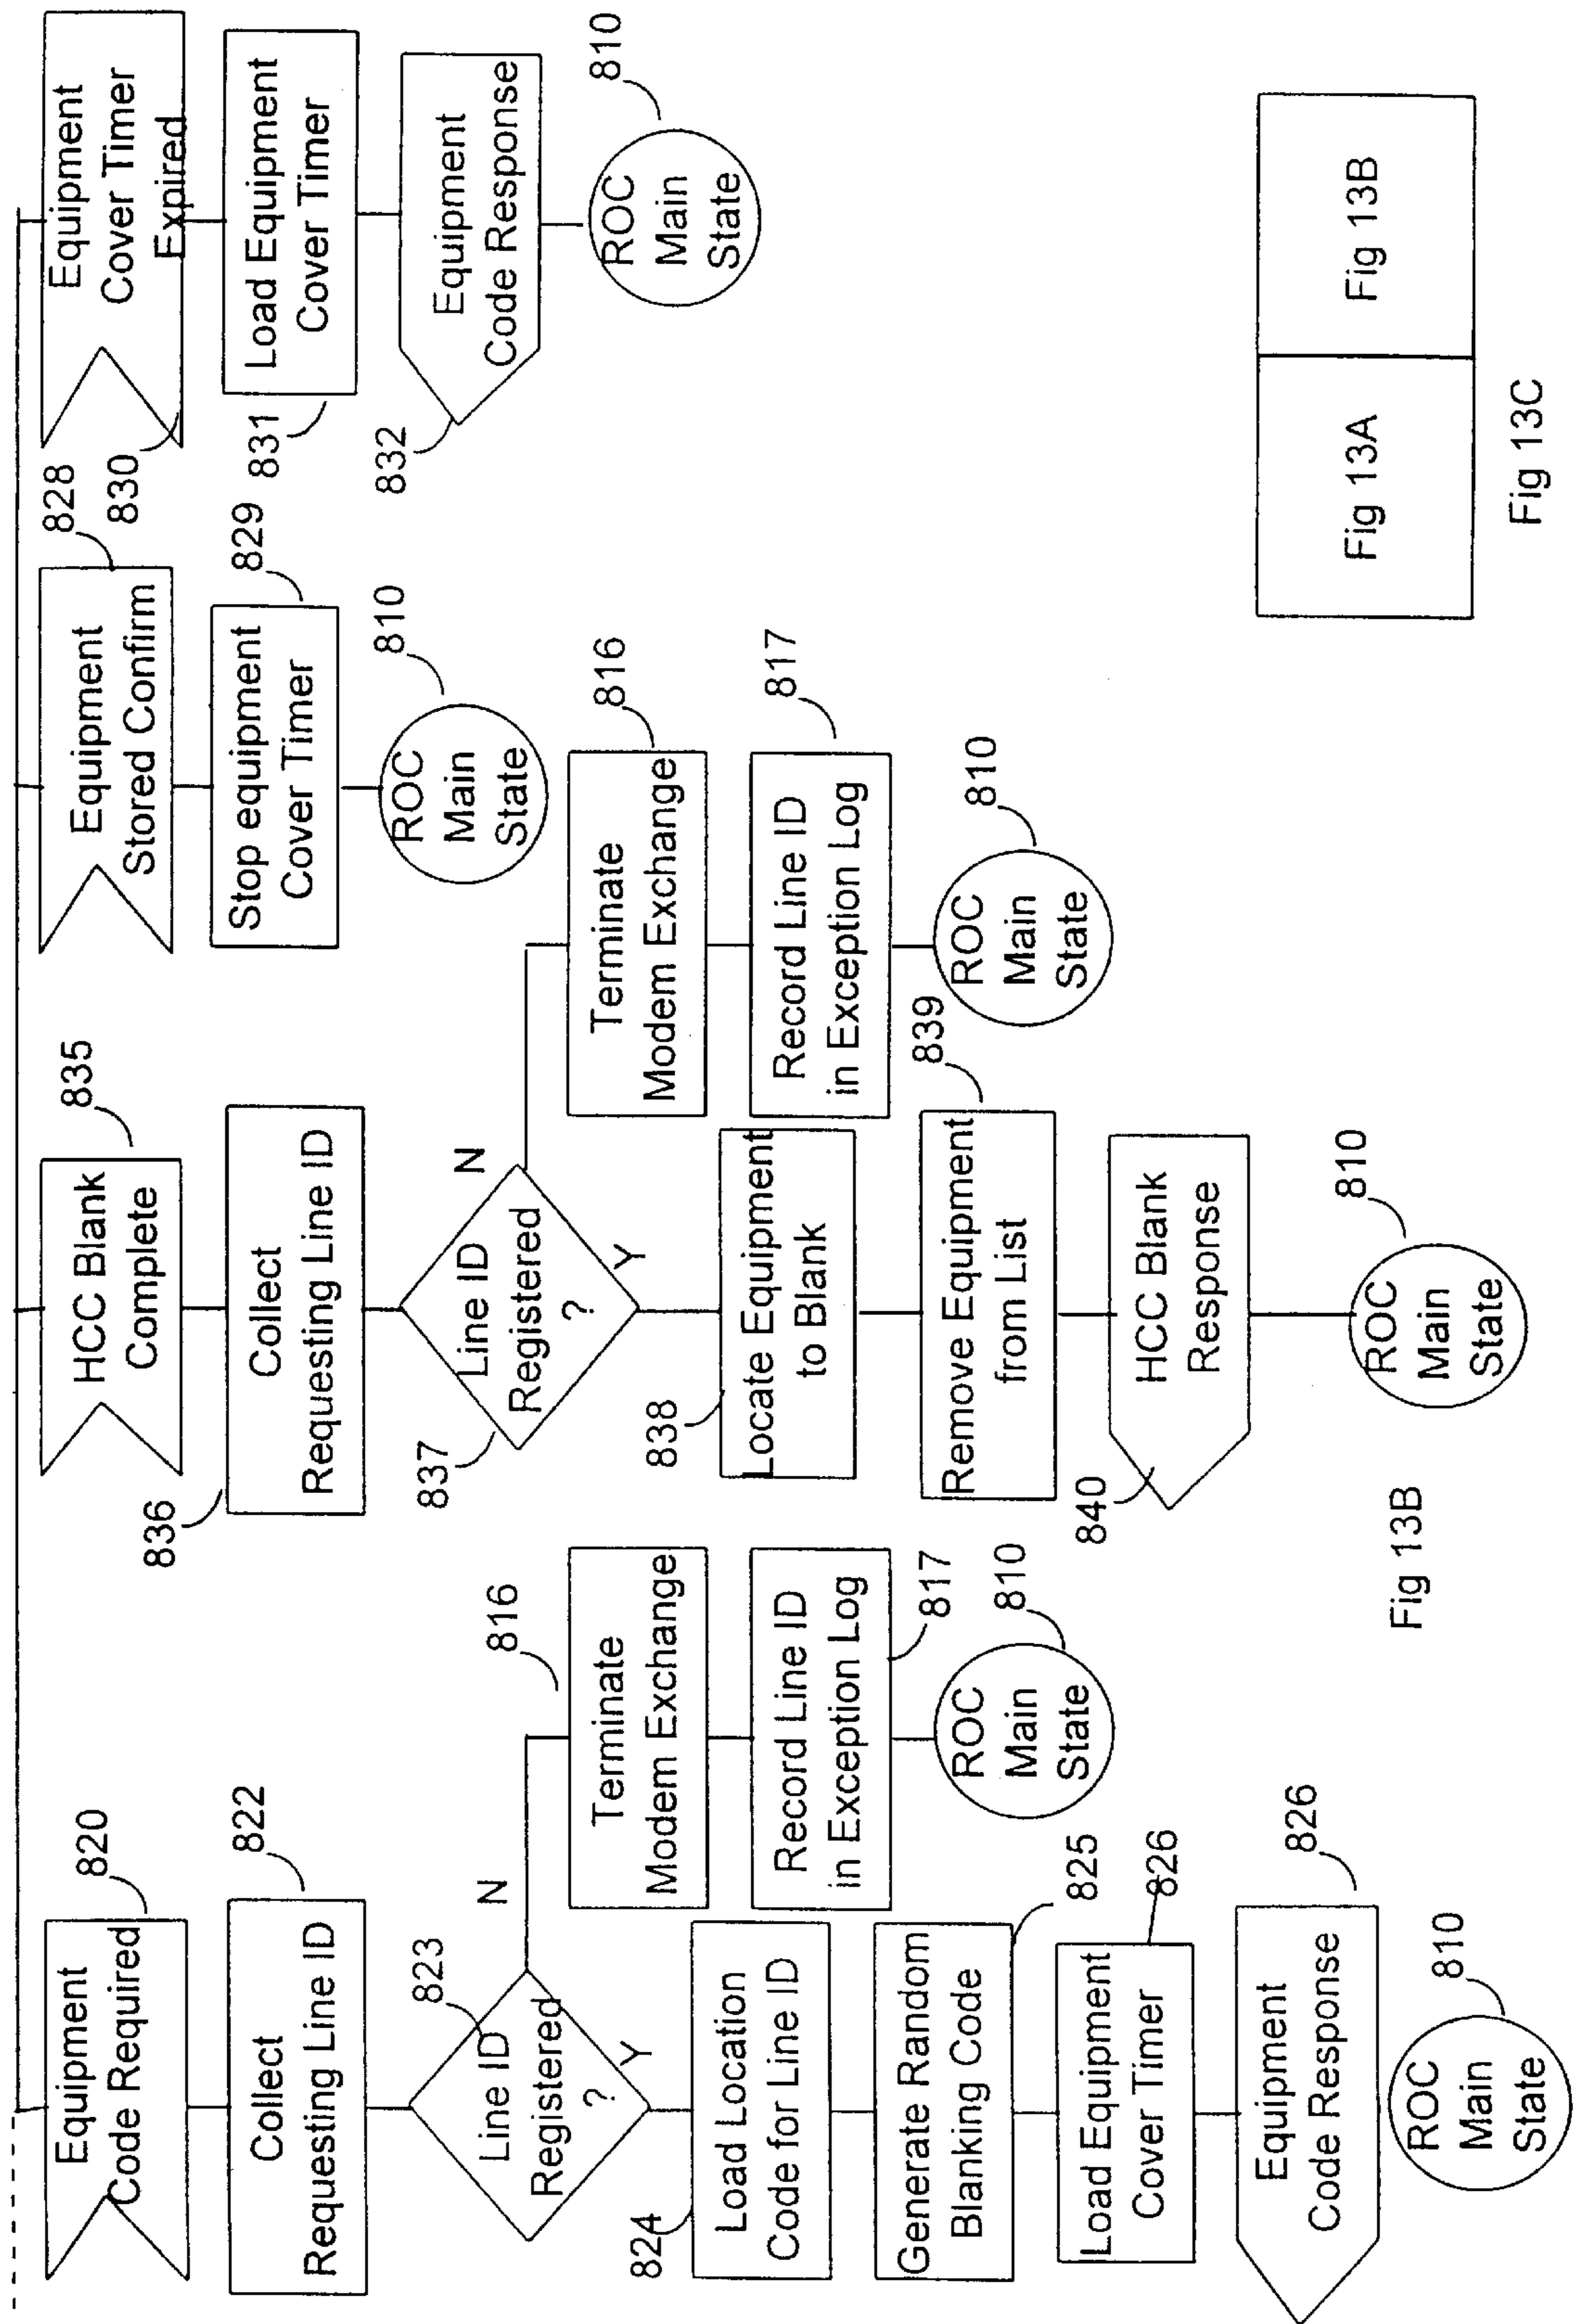 Equipment
Code Required
820
Collect
Requesting Line ID
822
Line ID
Registered
?
823
N
Y
Terminate
Modem Exchange
816
Record Line ID
in Exception Log
817
ROC
Main
State
810
Load Location
Code for Line ID
824
Generate Random
Blanking Code
825
Load Equipment
Cover Timer
826
Equipment
Code Response
826
ROC
Main
State
810
HCC Blank
Complete
835
Collect
Requesting Line ID
836
Line ID
Registered
?
837
N
Y
Terminate
Modem Exchange
816
Record Line ID
in Exception Log
817
ROC
Main
State
810
Locate Equipment
to Blank
838
Remove Equipment
from List
839
HCC Blank
Response
840
ROC
Main
State
810
Equipment
Stored Confirm
828
Stop equipment
Cover Timer
829
ROC
Main
State
810
Equipment
Cover Timer
Expired
830
Load Equipment
Cover Timer
831
Equipment
Code Response
832
ROC
Main
State
810
Fig 13B
Fig 13A
Fig 13B
Fig 13C